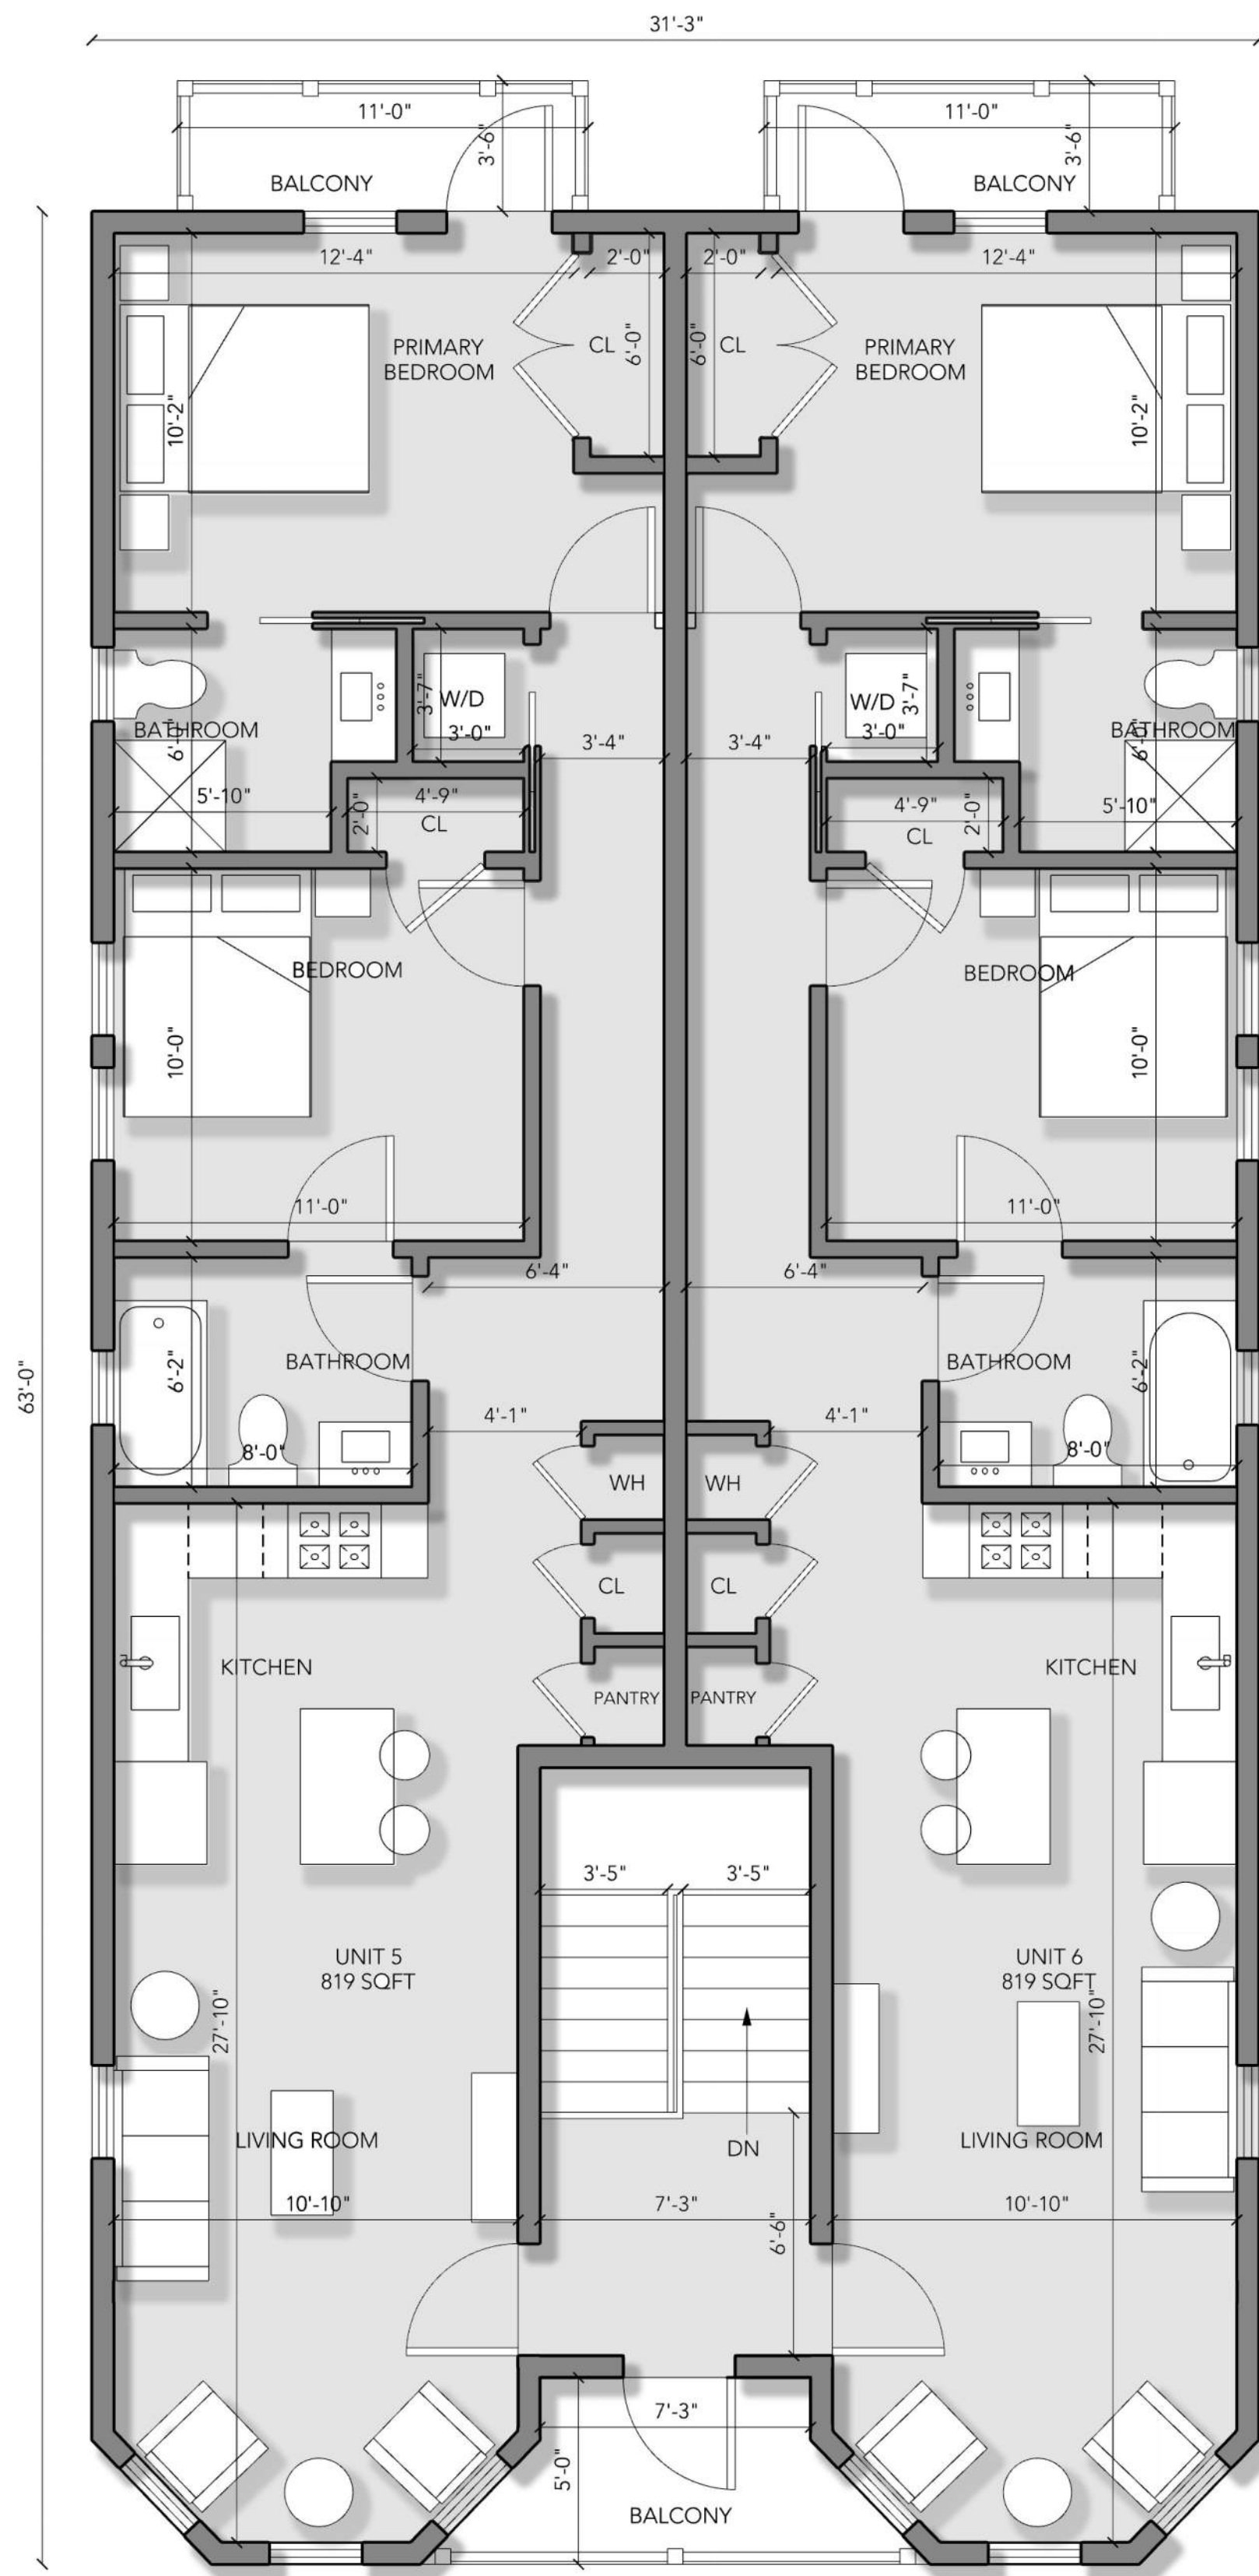 31'-3"
11'-0"
3'-6"
BALCONY
11'-0"
3'-6"
BALCONY
12'-4"
2'-0"
2'-0"
12'-4"
PRIMARY
BEDROOM
CL
6'-0"
6'-0"
CL
PRIMARY
BEDROOM
10'-2"
10'-2"
BATHROOM
6'-0"
3'-7"
W/D
3'-0"
3'-4"
3'-4"
W/D
3'-7"
3'-0"
BATHROOM
6'-0"
5'-10"
2'-0"
4'-9"
CL
4'-9"
CL
2'-0"
5'-10"
BEDROOM
BEDROOM
10'-0"
10'-0"
11'-0"
11'-0"
6'-4"
6'-4"
BATHROOM
6'-2"
BATHROOM
6'-2"
63'-0"
8'-0"
4'-1"
4'-1"
8'-0"
WH
WH
CL
CL
KITCHEN
KITCHEN
PANTRY
PANTRY
3'-5"
3'-5"
UNIT 5
819 SQFT
UNIT 6
819 SQFT
27'-10"
27'-10"
LIVING ROOM
DN
LIVING ROOM
10'-10"
7'-3"
6'-6"
10'-10"
7'-3"
5'-0"
BALCONY